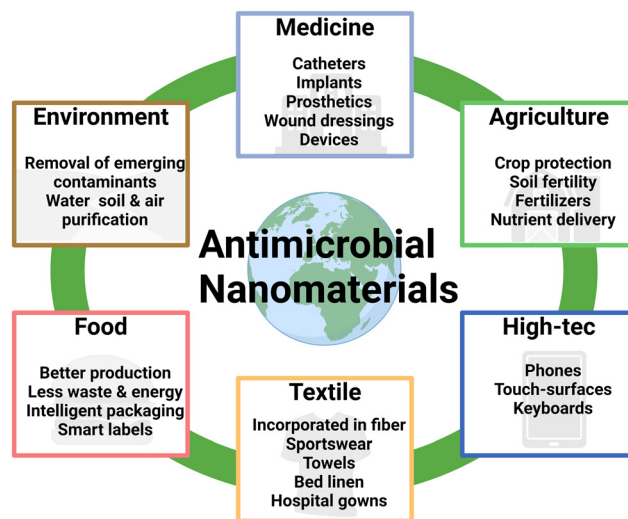 Medicine
Catheters
Implants
Prosthetics
Wound dressings
Devices
Environment
Removal of emerging
contaminants
Water soil & air
purification
Agriculture
Crop protection
Soil fertility
Fertilizers
Nutrient delivery
Antimicrobial
Nanomaterials
Food
Better production
Less waste & energy
Intelligent packaging
Smart labels
Textile
Incorporated in fiber
Sportswear
Towels
Bed linen
Hospital gowns
High-tec
Phones
Touch-surfaces
Keyboards